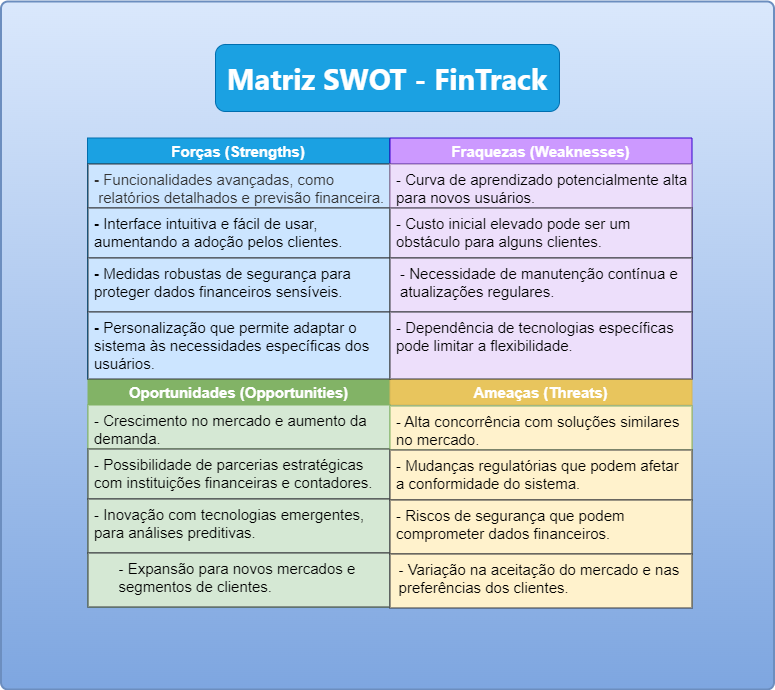 Matriz SWOT - FinTrack
Forças (Strengths)
- Funcionalidades avançadas, como
relatórios detalhados e previsão financeira.
- Interface intuitiva e fácil de usar,
aumentando a adoção pelos clientes.
- Medidas robustas de segurança para
proteger dados financeiros sensíveis.
- Personalização que permite adaptar o
sistema às necessidades específicas dos
usuários.
Fraquezas (Weaknesses)
- Curva de aprendizado potencialmente alta
para novos usuários.
- Custo inicial elevado pode ser um
obstáculo para alguns clientes.
- Necessidade de manutenção contínua e
atualizações regulares.
- Dependência de tecnologias específicas
pode limitar a flexibilidade.
Oportunidades (Opportunities)
- Crescimento no mercado e aumento da
demanda.
- Possibilidade de parcerias estratégicas
com instituições financeiras e contadores.
- Inovação com tecnologias emergentes,
para análises preditivas.
- Expansão para novos mercados e
segmentos de clientes.
Ameaças (Threats)
- Alta concorrência com soluções similares
no mercado.
- Mudanças regulatórias que podem afetar
a conformidade do sistema.
- Riscos de segurança que podem
comprometer dados financeiros.
- Variação na aceitação do mercado e nas
preferências dos clientes.